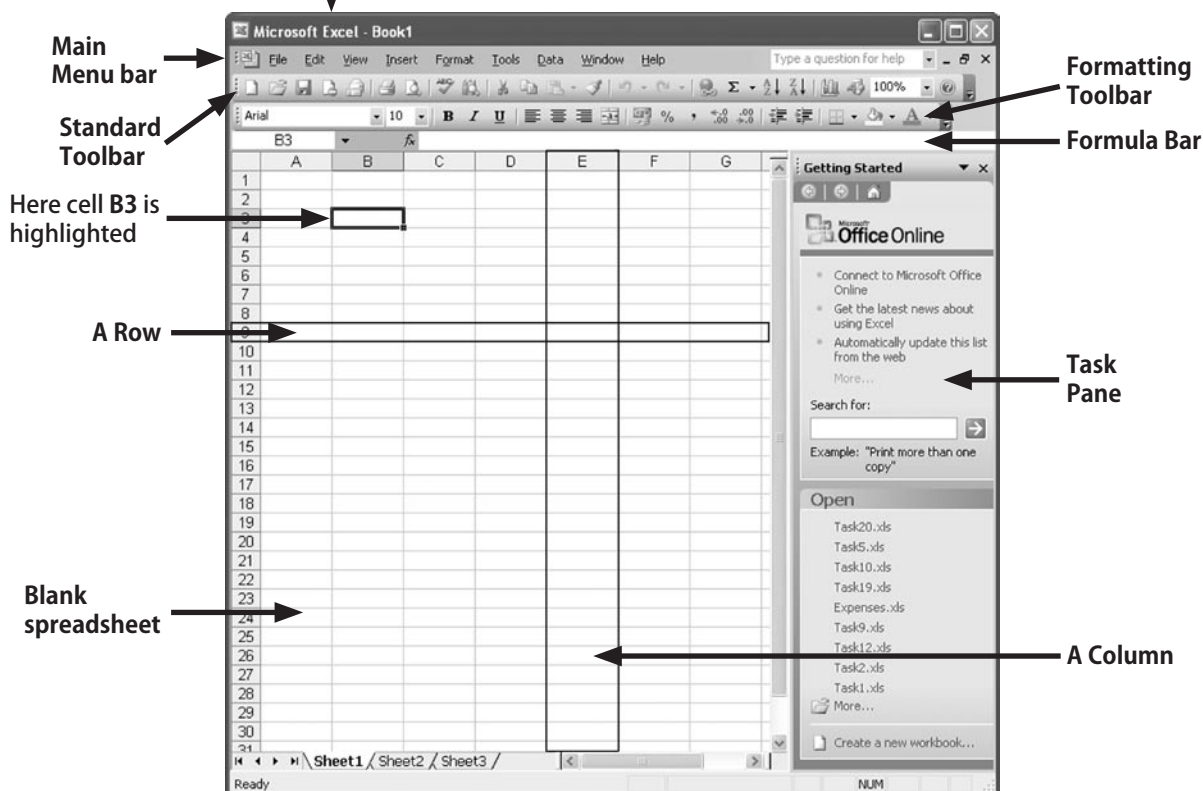 Microsoft Excel - Book1
Main
Menu bar
File Edit View Insert Format Tools Data Window Help
Type a question for help
100%
Standard
Toolbar
Arial 10 B I U % , .00 .00 A
Formatting
Toolbar
B3 fx
Formula Bar
A B C D E F G
1
2
3
4
5
6
7
8
9
10
11
12
13
14
15
16
17
18
19
20
21
22
23
24
25
26
27
28
29
30
31
Here cell B3 is
highlighted
A Row
Blank
spreadsheet
Getting Started
Microsoft
Office Online
Connect to Microsoft Office
Online
Get the latest news about
using Excel
Automatically update this list
from the web
More...
Task
Pane
Search for:
Example: "Print more than one
copy"
Open
Task20.xls
Task5.xls
Task10.xls
Task19.xls
Expenses.xls
Task9.xls
Task12.xls
Task2.xls
Task1.xls
More...
Create a new workbook...
A Column
Sheet1 Sheet2 Sheet3
Ready NUM